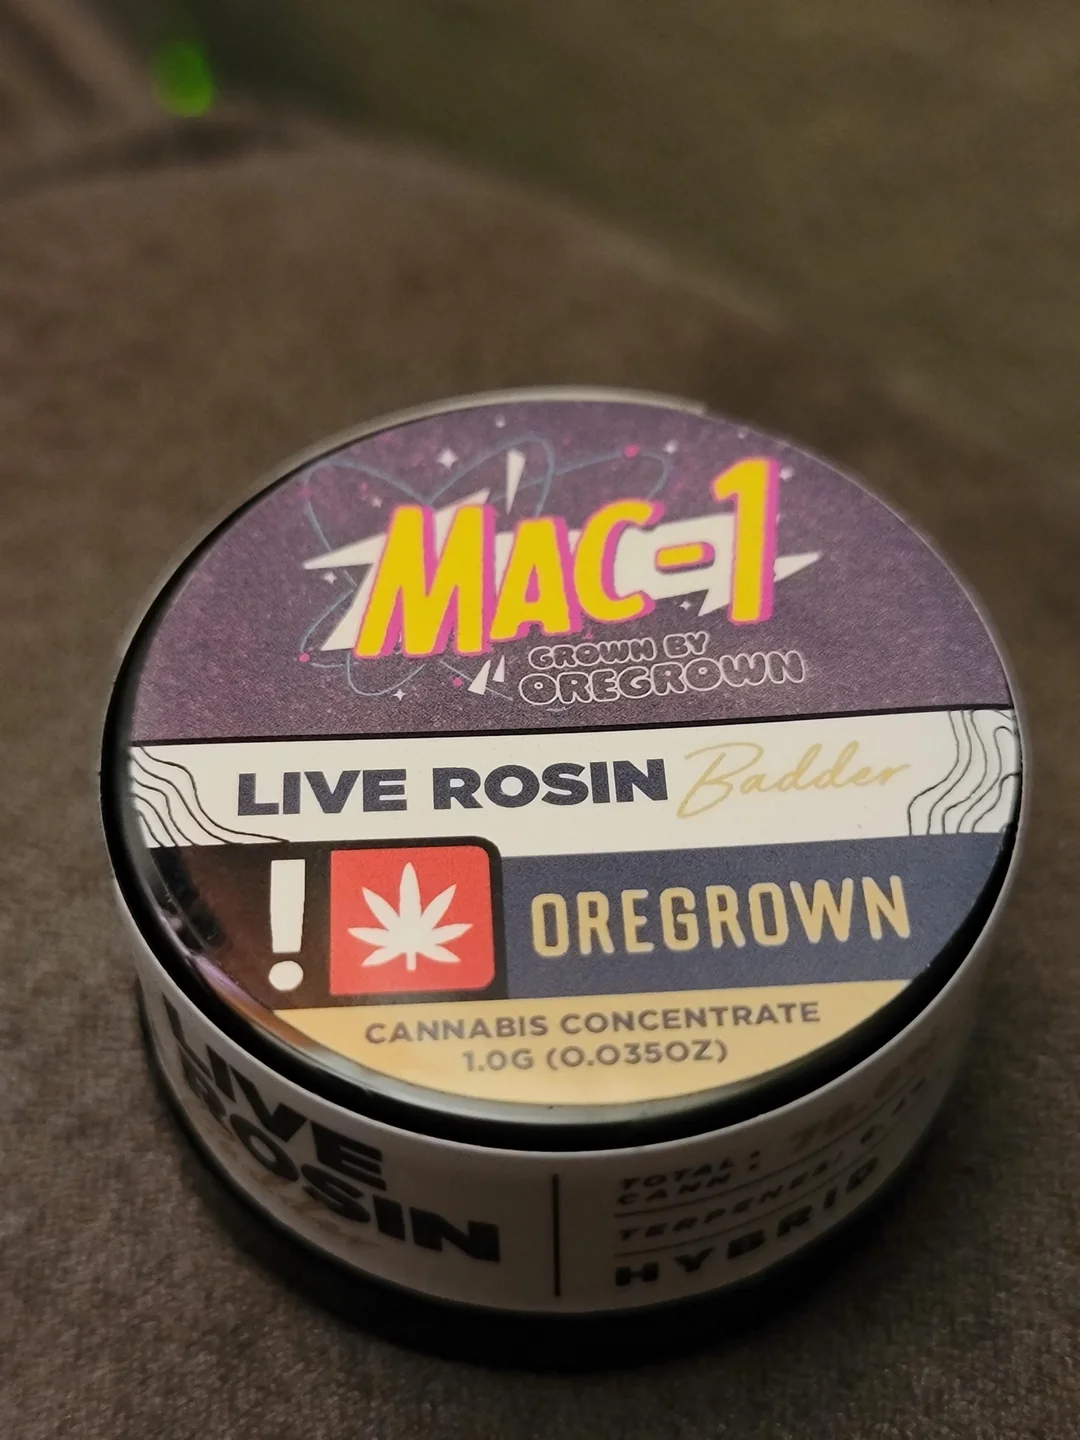 MAC-1
GROWN BY
OREGROWN
LIVE ROSIN Badder
!
OREGROWN
CANNABIS CONCENTRATE
1.0G (0.035OZ)
LIVE
ROSIN
TOTAL
CANN :
TERPENES/
HYBRID